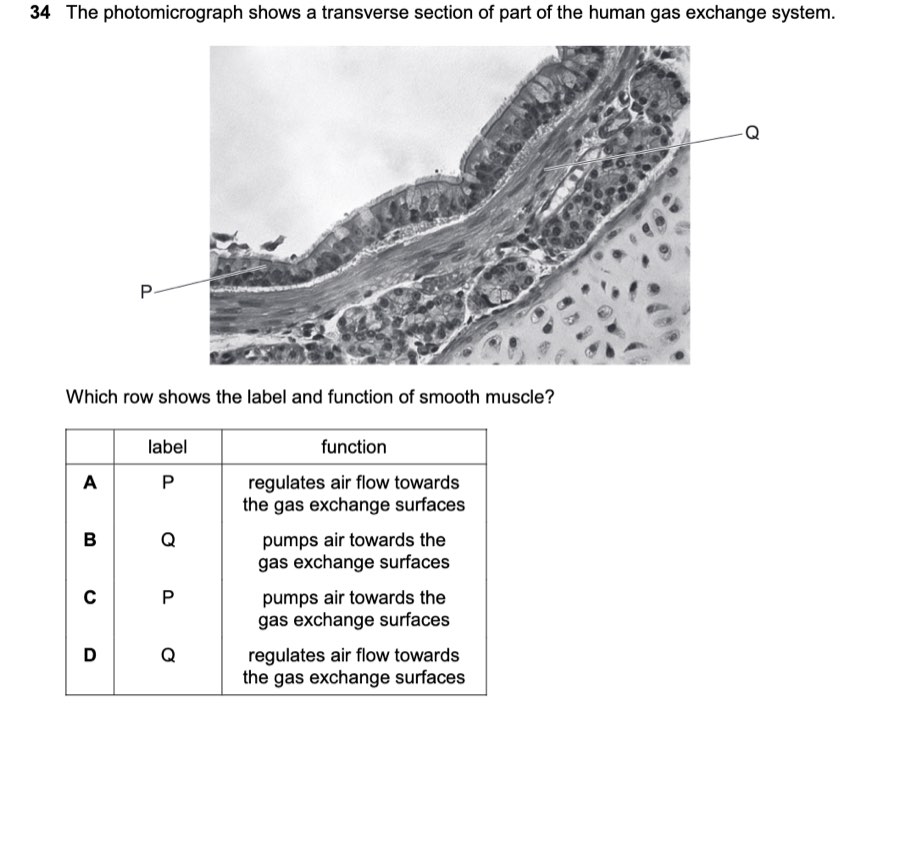 34 The photomicrograph shows a transverse section of part of the human gas exchange system.
Q
P
Which row shows the label and function of smooth muscle?
label function
A P regulates air flow towards
the gas exchange surfaces
B Q pumps air towards the
gas exchange surfaces
C P pumps air towards the
gas exchange surfaces
D Q regulates air flow towards
the gas exchange surfaces